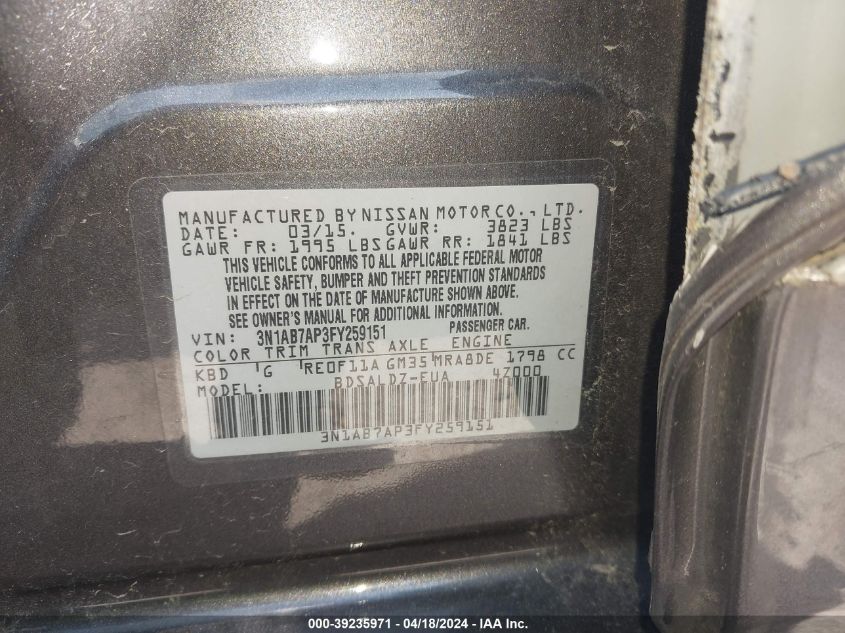 MANUFACTURED BY NISSAN MOTOR CO., LTD.
DATE: 03/15. GVWR: 3823 LBS
GAWR FR: 1995 LBS GAWR RR: 1841 LBS
THIS VEHICLE CONFORMS TO ALL APPLICABLE FEDERAL MOTOR
VEHICLE SAFETY, BUMPER AND THEFT PREVENTION STANDARDS
IN EFFECT ON THE DATE OF MANUFACTURE SHOWN ABOVE.
SEE OWNER'S MANUAL FOR ADDITIONAL INFORMATION.
VIN: 3N1AB7AP3FY259151 PASSENGER CAR.
COLOR TRIM TRANS AXLE ENGINE
KBD G RE0F11A GM35 MRA8DE 1798 CC
MODEL: BDSALDZ-EUA 4Z000
3N1AB7AP3FY259151
000-39235971 - 04/18/2024 - IAA Inc.